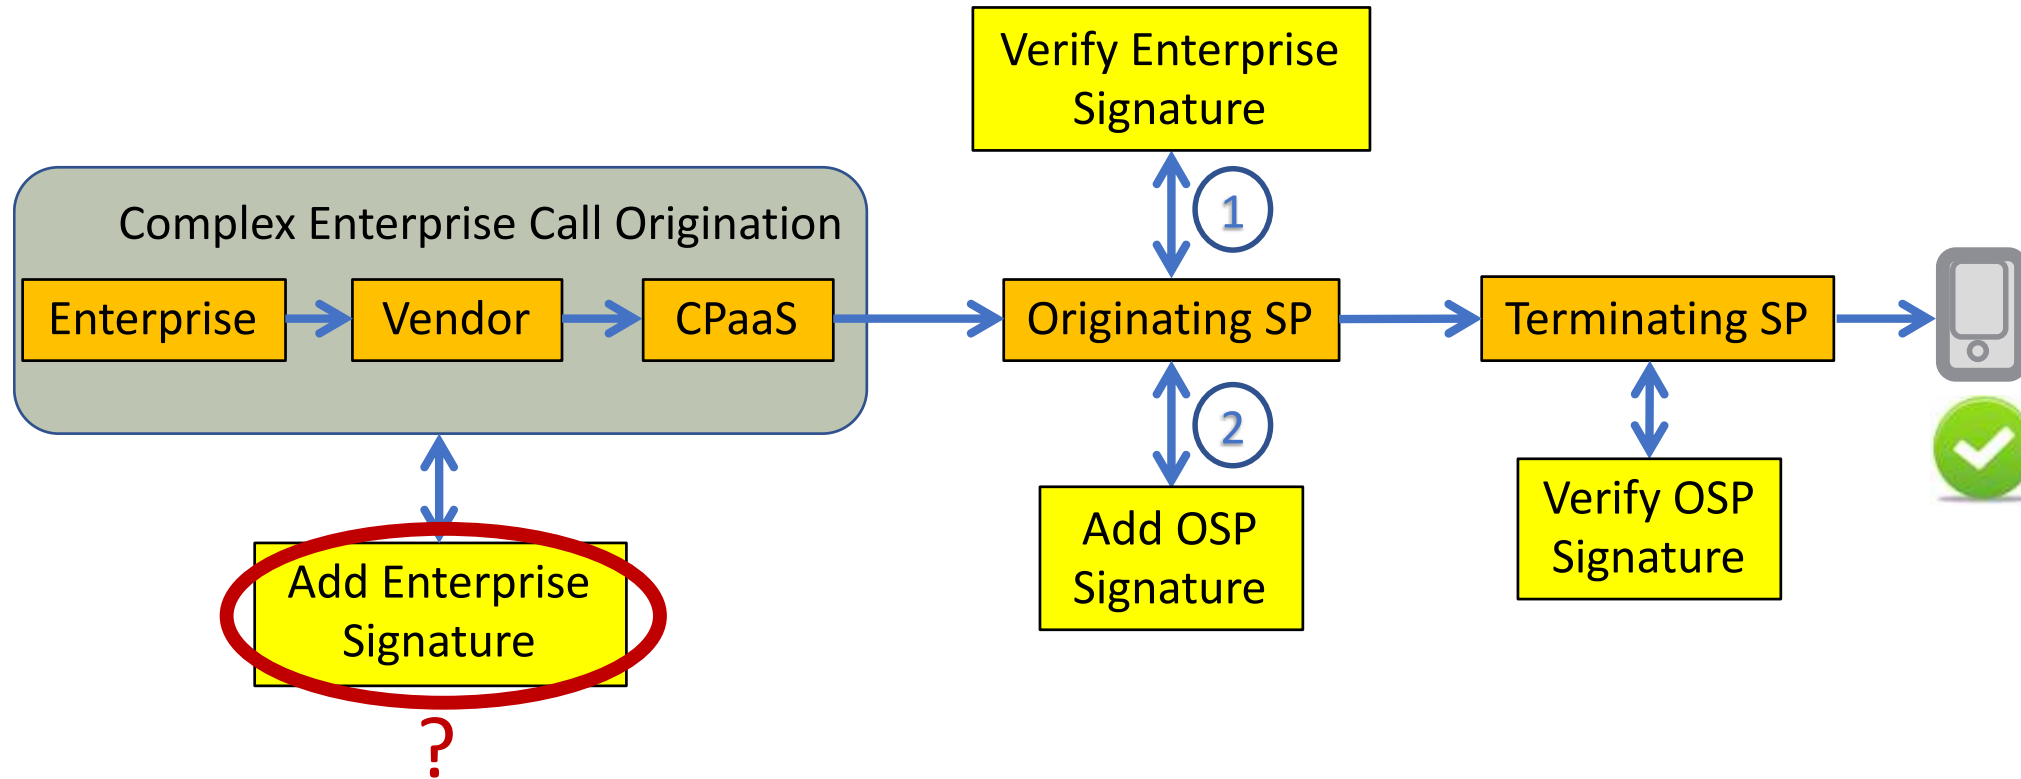 Verify Enterprise
Signature
1
Complex Enterprise Call Origination
Enterprise
Vendor
CPaaS
Originating SP
Terminating SP
2
Add Enterprise
Signature
?
Add OSP
Signature
Verify OSP
Signature